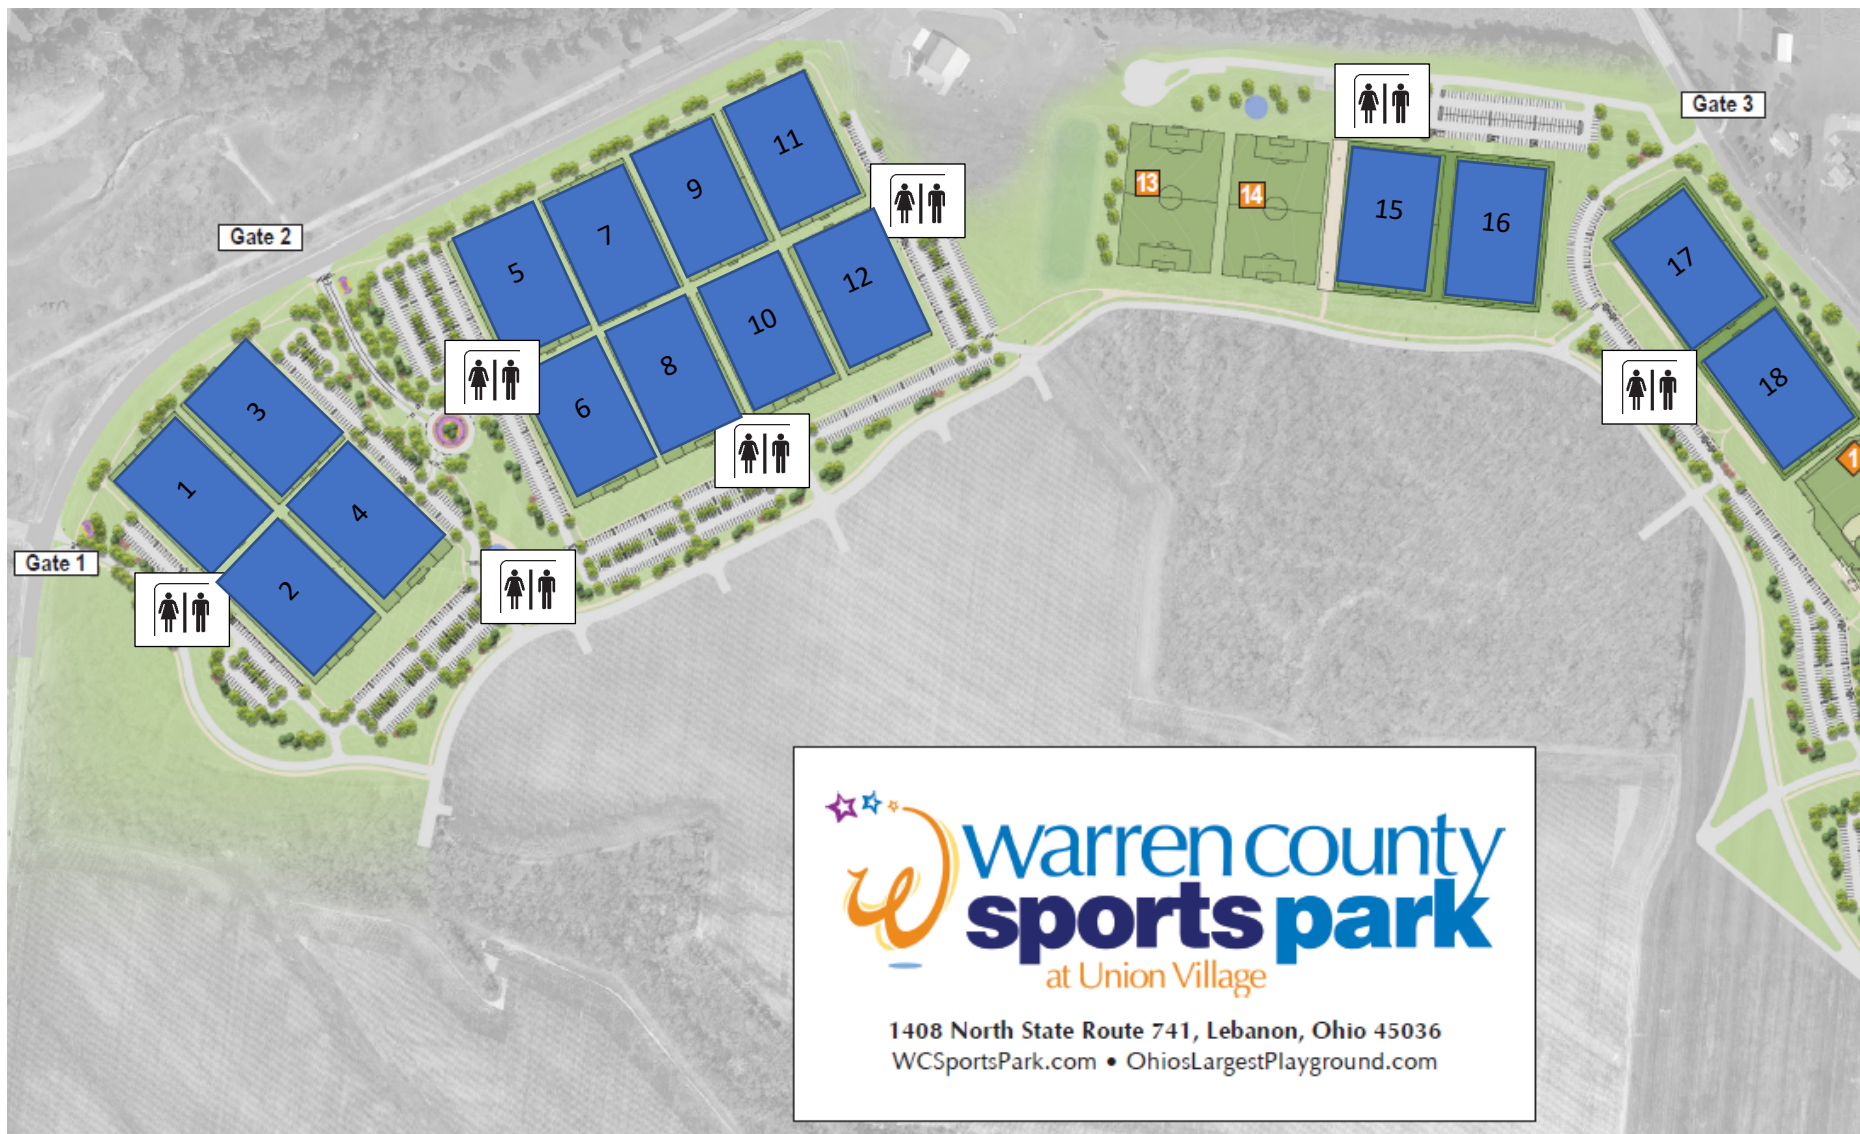 Gate 3
11
9
13
14
7
15
16
Gate 2
5
17
12
10
8
18
3
6
1
1
4
Gate 1
2
warren county
sports park
at Union Village
1408 North State Route 741, Lebanon, Ohio 45036
WCSportsPark.com • OhiosLargestPlayground.com